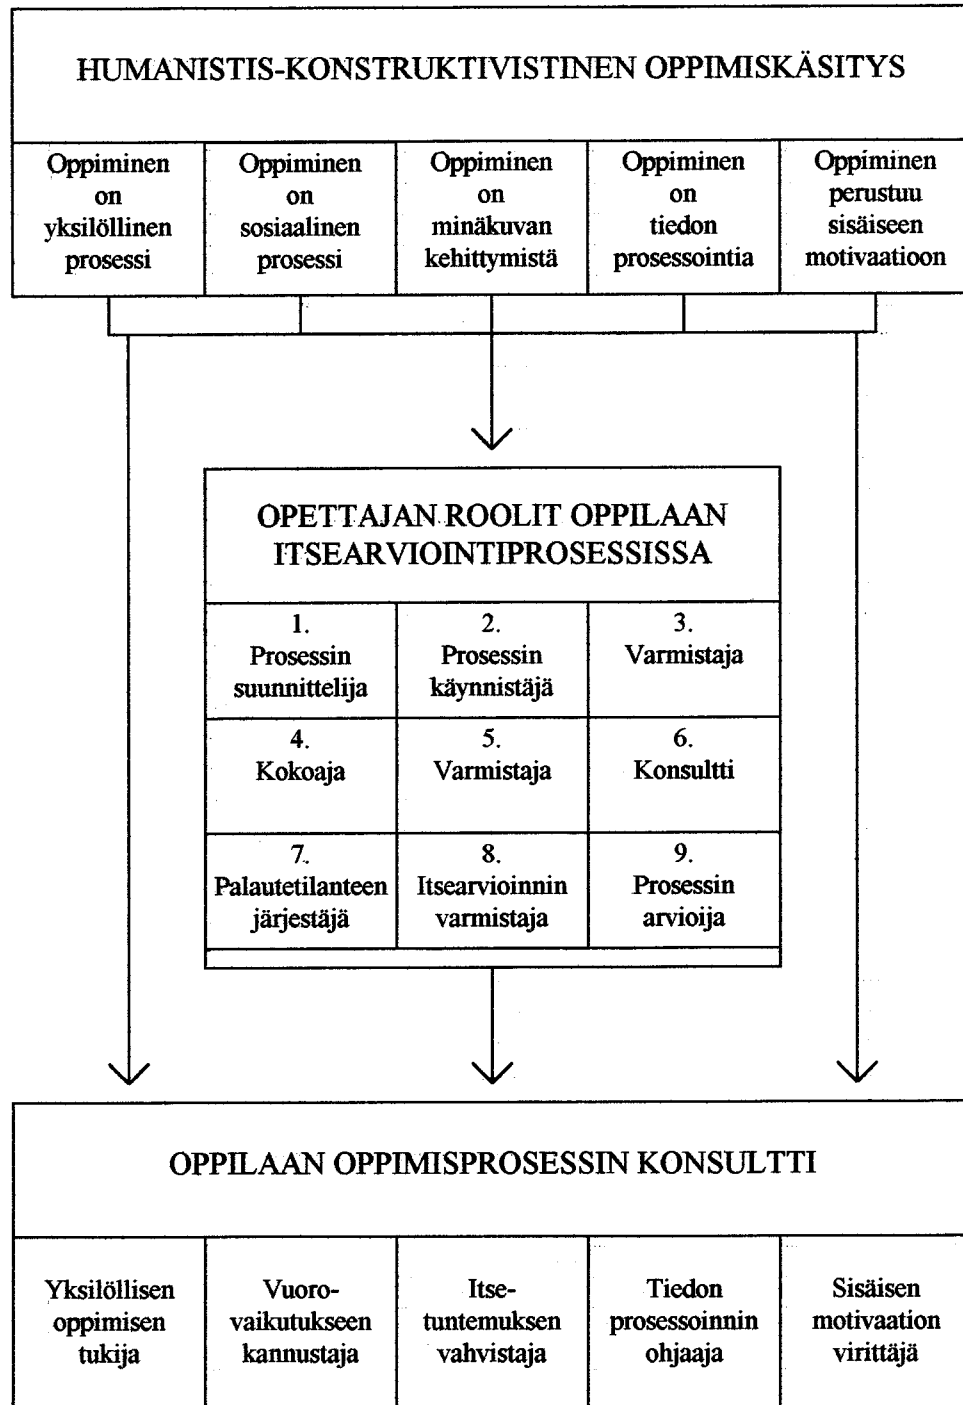 HUMANISTIS-KONSTRUKTIVISTINEN OPPIMISKÄSITYS
Oppiminen
on
yksilöllinen
prosessi
Oppiminen
on
sosiaalinen
prosessi
Oppiminen
on
minäkuvan
kehittymistä
Oppiminen
on
tiedon
prosessointia
Oppiminen
perustuu
sisäiseen
motivaatioon
OPETTAJAN ROOLIT OPPILAAN
ITSEARVIOINTIPROSESSISSA
1.
Prosessin
suunnittelija
2.
Prosessin
käynnistäjä
3.
Varmistaja
4.
Kokoaja
5.
Varmistaja
6.
Konsultti
7.
Palautetilanteen
järjestäjä
8.
Itsearvioinnin
varmistaja
9.
Prosessin
arvioija
OPPILAAN OPPIMISPROSESSIN KONSULTTI
Yksilöllisen
oppimisen
tukija
Vuoro-
vaikutukseen
kannustaja
Itse-
tuntemuksen
vahvistaja
Tiedon
prosessoinnin
ohjaaja
Sisäisen
motivaation
virittäjä